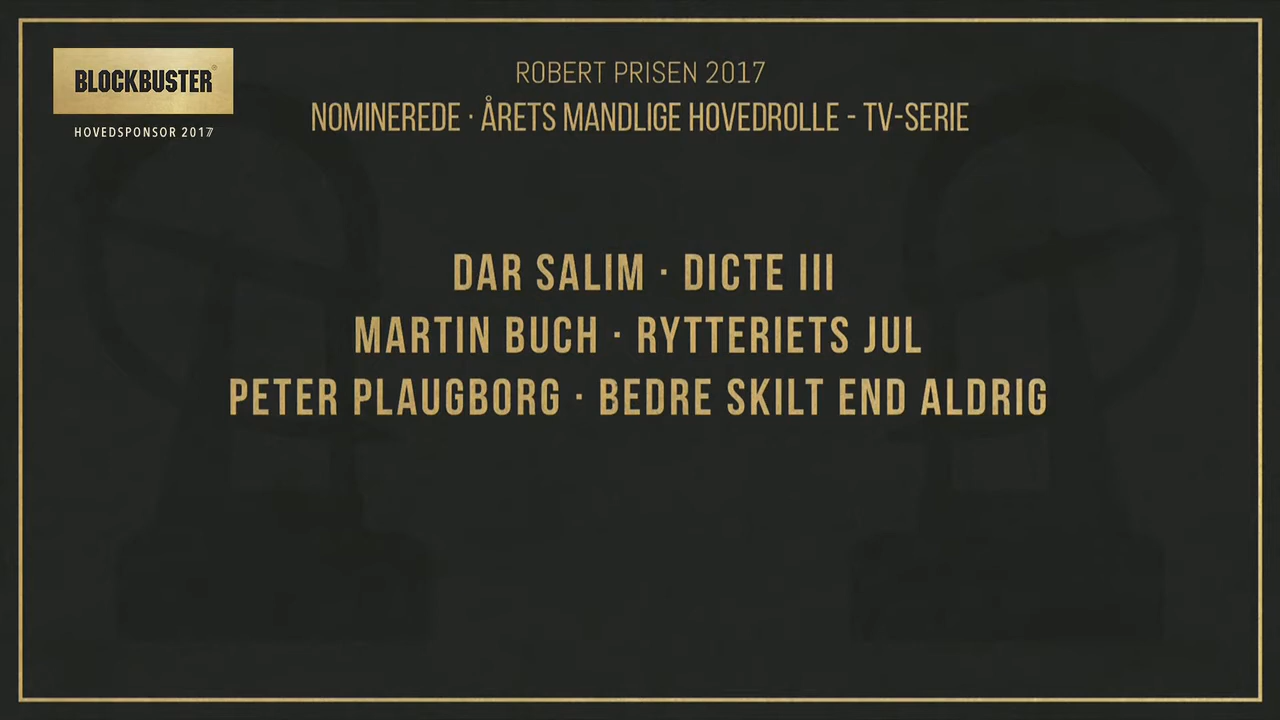 BLOCKBUSTER
HOVEDSPONSOR 2017
ROBERT PRISEN 2017
NOMINEREDE · ÅRETS MANDLIGE HOVEDROLLE - TV-SERIE
DAR SALIM · DICTE III
MARTIN BUCH · RYTTERIETS JUL
PETER PLAUGBORG · BEDRE SKILT END ALDRIG